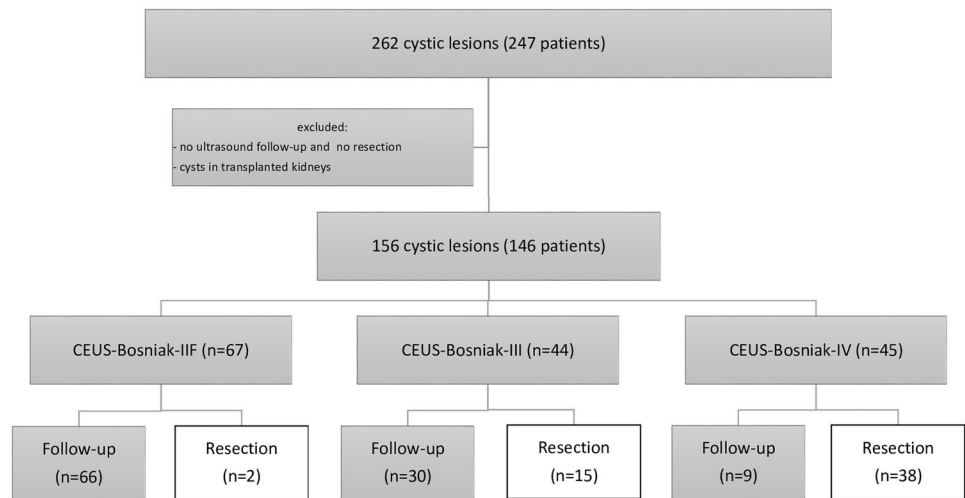 262 cystic lesions (247 patients)
excluded:
- no ultrasound follow-up and no resection
- cysts in transplanted kidneys
156 cystic lesions (146 patients)
CEUS-Bosniak-IIF (n=67)
CEUS-Bosniak-III (n=44)
CEUS-Bosniak-IV (n=45)
Follow-up
(n=66)
Resection
(n=2)
Follow-up
(n=30)
Resection
(n=15)
Follow-up
(n=9)
Resection
(n=38)